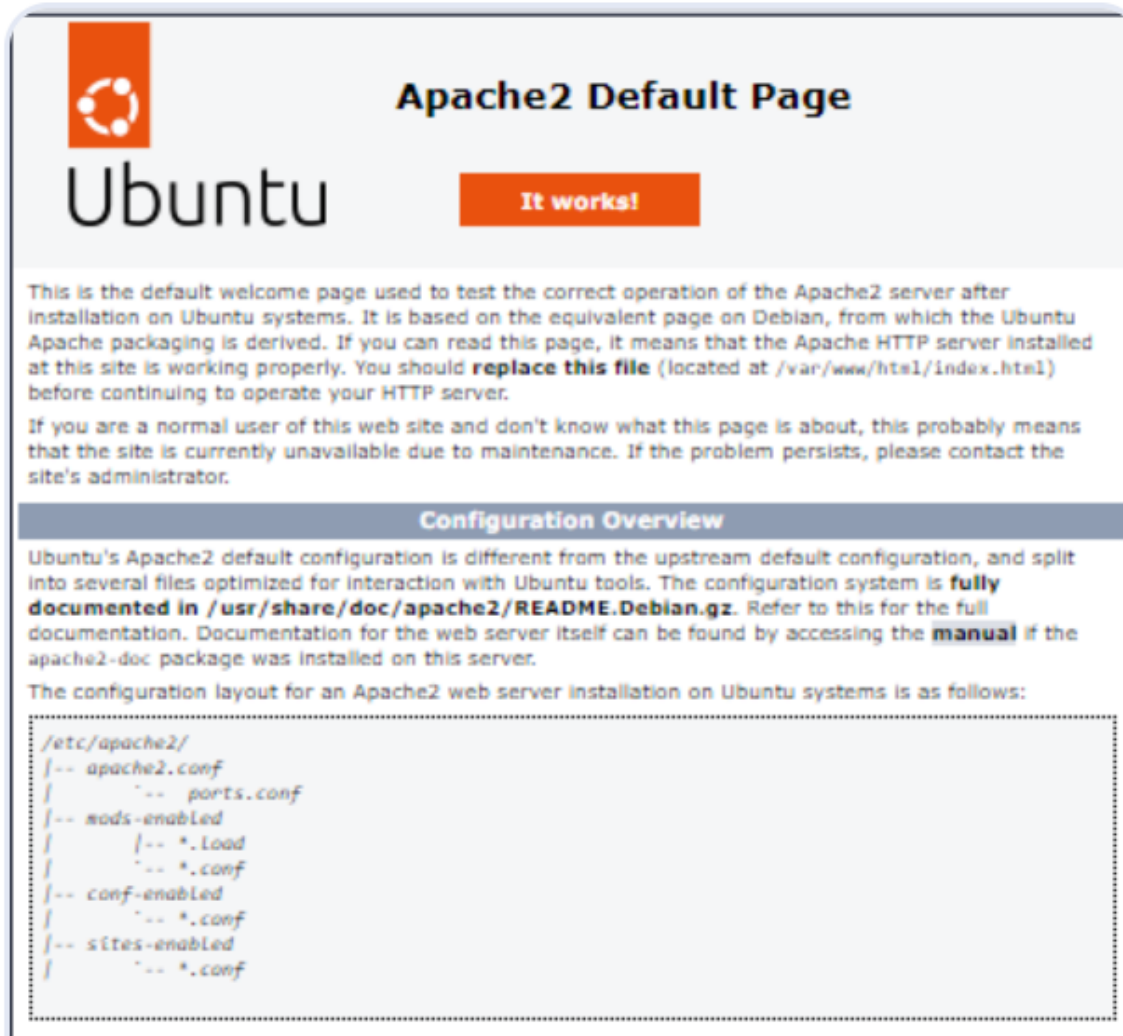 Apache2 Default Page
Ubuntu
It works!
This is the default welcome page used to test the correct operation of the Apache2 server after
installation on Ubuntu systems. It is based on the equivalent page on Debian, from which the Ubuntu
Apache packaging is derived. If you can read this page, it means that the Apache HTTP server installed
at this site is working properly. You should replace this file (located at /var/www/html/index.html)
before continuing to operate your HTTP server.
If you are a normal user of this web site and don't know what this page is about, this probably means
that the site is currently unavailable due to maintenance. If the problem persists, please contact the
site's administrator.
Configuration Overview
Ubuntu's Apache2 default configuration is different from the upstream default configuration, and split
into several files optimized for interaction with Ubuntu tools. The configuration system is fully
documented in /usr/share/doc/apache2/README.Debian.gz. Refer to this for the full
documentation. Documentation for the web server itself can be found by accessing the manual if the
apache2-doc package was installed on this server.
The configuration layout for an Apache2 web server installation on Ubuntu systems is as follows:
/etc/apache2/
|-- apache2.conf
|       `--  ports.conf
|-- mods-enabled
|       |-- *.load
|       `-- *.conf
|-- conf-enabled
|       `-- *.conf
|-- sites-enabled
|       `-- *.conf